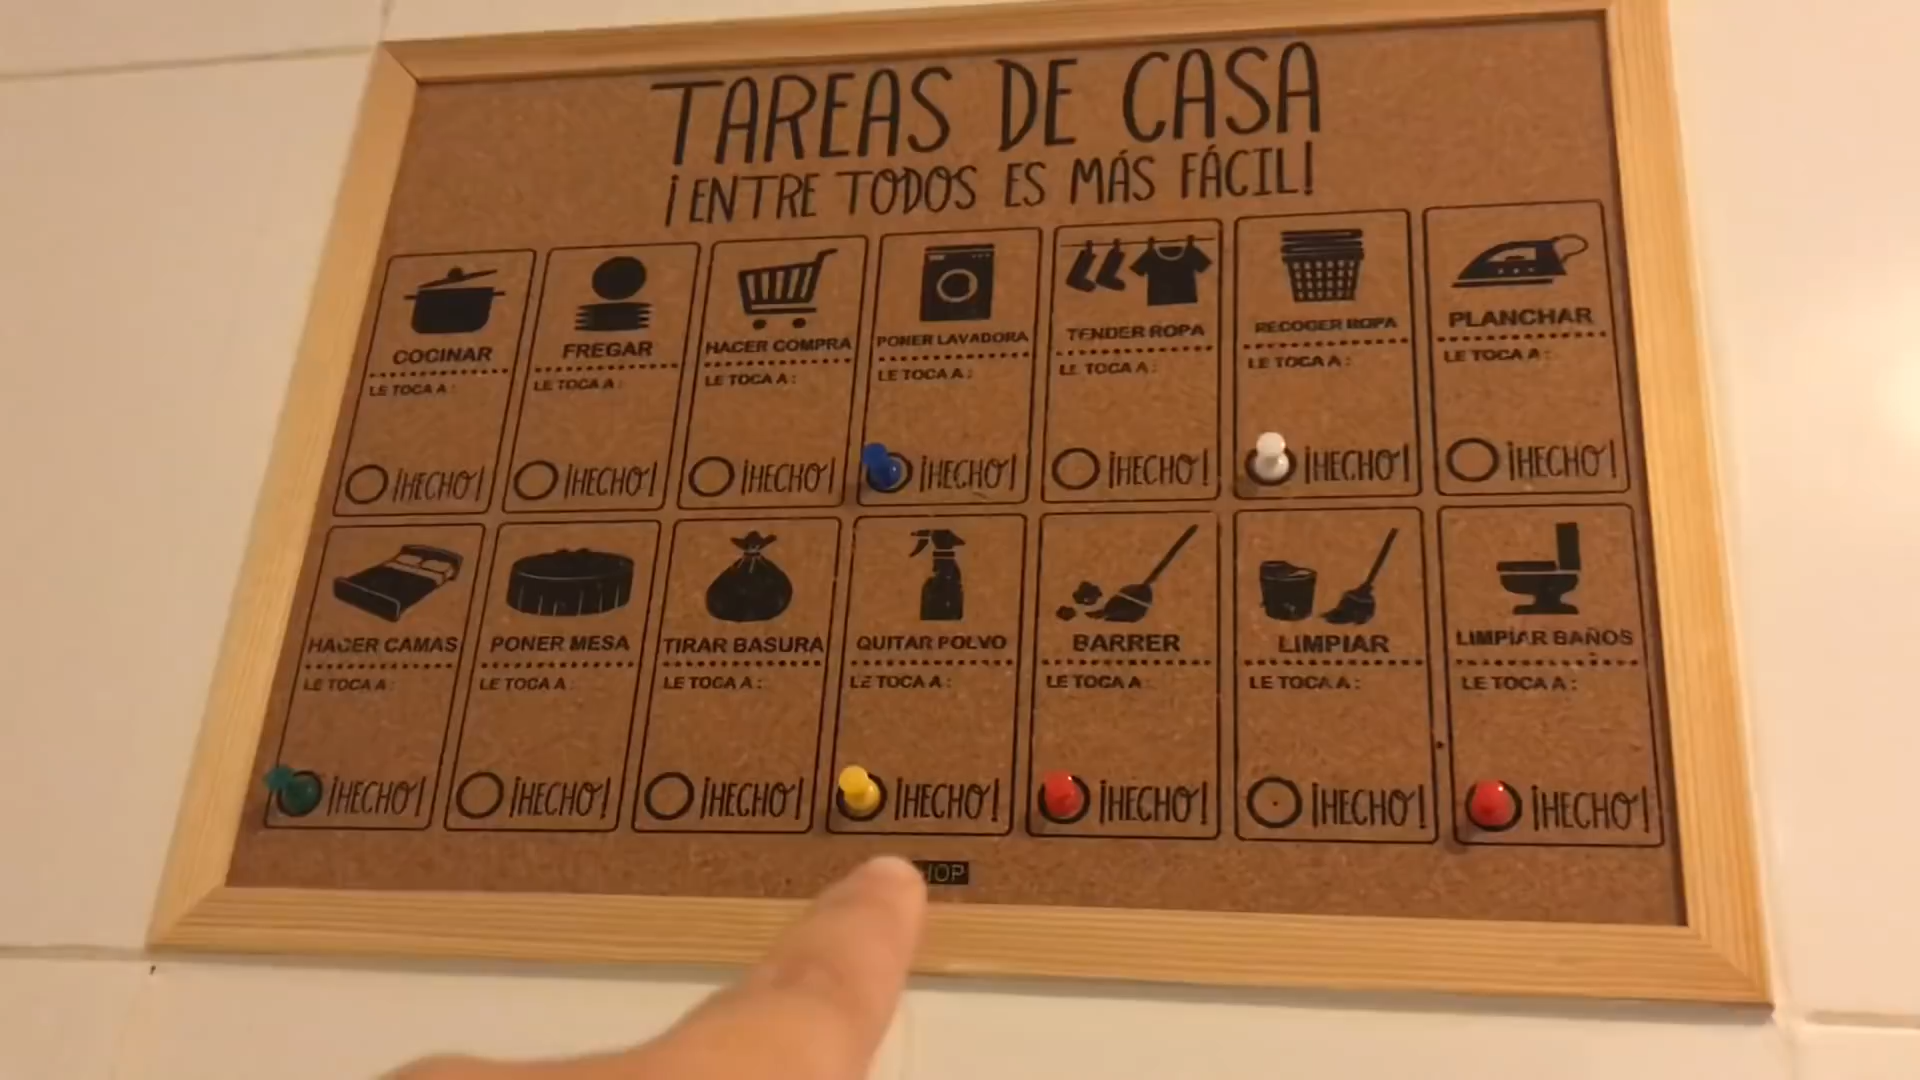 TAREAS DE CASA
¡ENTRE TODOS ES MÁS FÁCIL!
COCINAR
LE TOCA A:
¡HECHO!
FREGAR
LE TOCA A:
¡HECHO!
HACER COMPRA
LE TOCA A:
¡HECHO!
PONER LAVADORA
LE TOCA A:
¡HECHO!
TENDER ROPA
LE TOCA A:
¡HECHO!
RECOGER ROPA
LE TOCA A:
¡HECHO!
PLANCHAR
LE TOCA A:
¡HECHO!
HACER CAMAS
LE TOCA A:
¡HECHO!
PONER MESA
LE TOCA A:
¡HECHO!
TIRAR BASURA
LE TOCA A:
¡HECHO!
QUITAR POLVO
LE TOCA A:
¡HECHO!
BARRER
LE TOCA A:
¡HECHO!
LIMPIAR
LE TOCA A:
¡HECHO!
LIMPIAR BAÑOS
LE TOCA A:
¡HECHO!